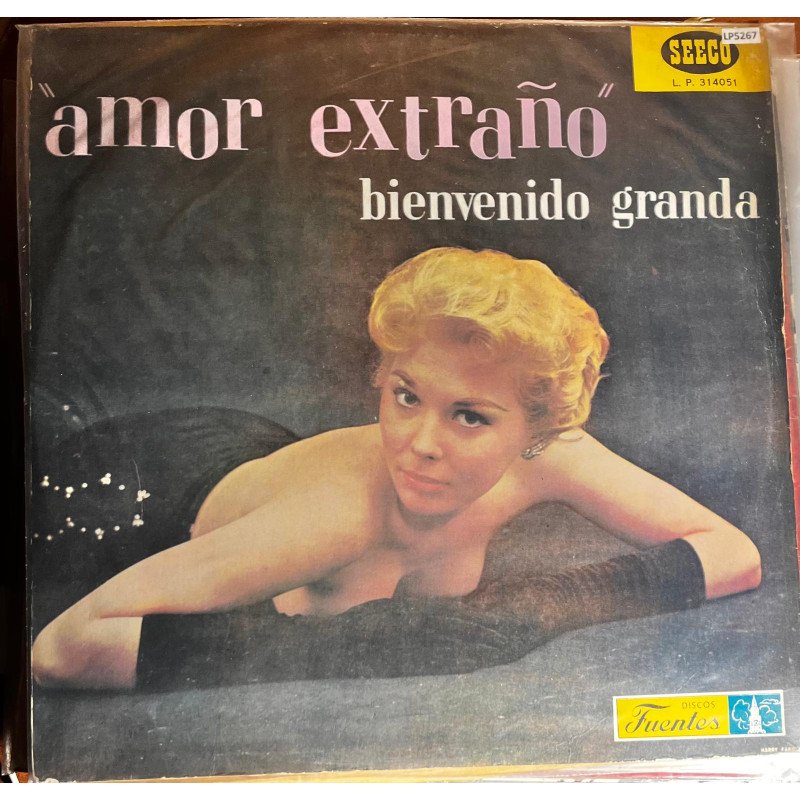 SEECO
LP5267
L. P. 314051
"amor extraño"
bienvenido granda
DISCOS
Fuentes